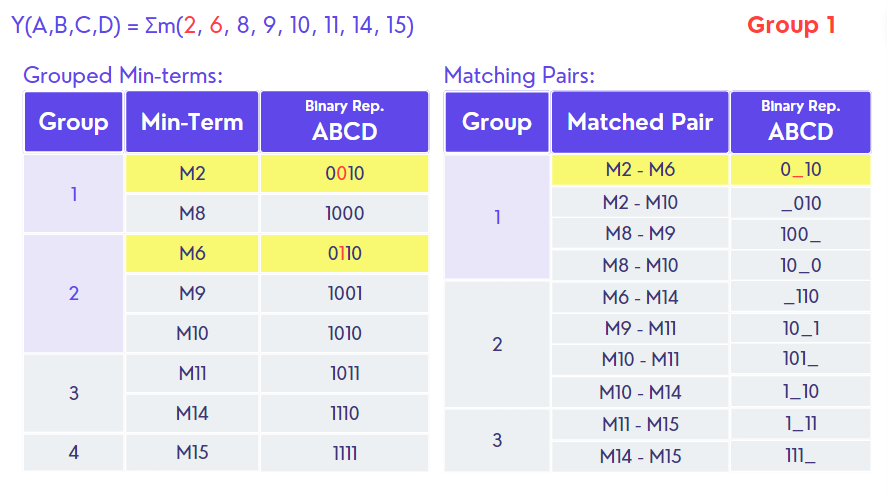 Y(A,B,C,D) = Σm(2, 6, 8, 9, 10, 11, 14, 15)
Group 1
Grouped Min-terms:
Group Min-Term Binary Rep. ABCD
1
M2 0010
M8 1000
2
M6 0110
M9 1001
M10 1010
3
M11 1011
M14 1110
4 M15 1111
Matching Pairs:
Group Matched Pair Binary Rep. ABCD
1
M2 - M6 0_10
M2 - M10 _010
M8 - M9 100_
M8 - M10 10_0
2
M6 - M14 _110
M9 - M11 10_1
M10 - M11 101_
M10 - M14 1_10
3
M11 - M15 1_11
M14 - M15 111_